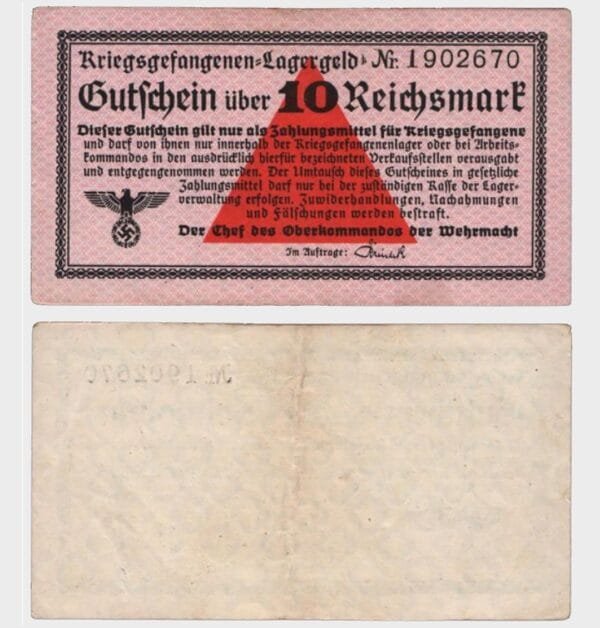 Kriegsgefangenen-Lagergeld Nr. 1902670
Gutschein über 10 Reichsmark
Dieser Gutschein gilt nur als Zahlungsmittel für Kriegsgefangene
und darf von ihnen nur innerhalb der Kriegsgefangenenlager oder bei Arbeits-
kommandos in den ausdrücklich hierfür bezeichneten Verkaufsstellen verausgabt
und entgegengenommen werden. Der Umtausch dieses Gutscheines in gesetzliche
Zahlungsmittel darf nur bei der zuständigen Kasse der Lager-
verwaltung erfolgen. Zuwiderhandlungen, Nachahmungen
und Fälschungen werden bestraft.
Der Chef des Oberkommandos der Wehrmacht
Im Auftrage:
№ 1902670